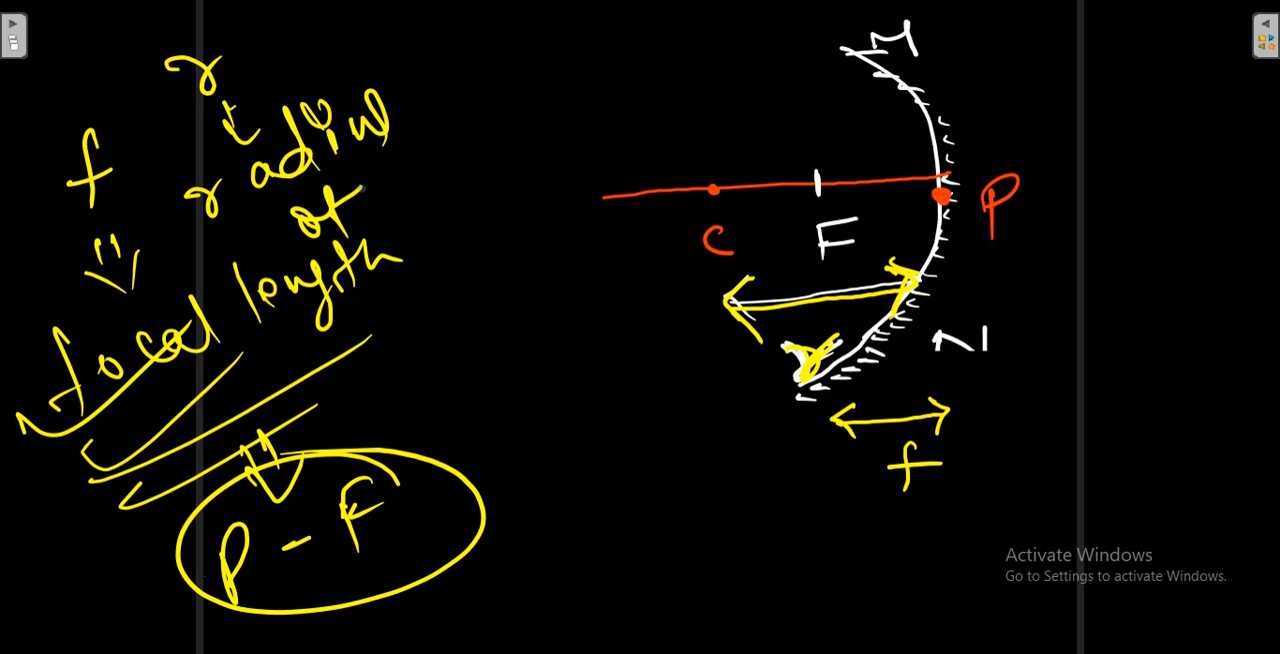 r
radius
of
f
focal length
P - F
M
P
C
F
r
N
f
Activate Windows
Go to Settings to activate Windows.